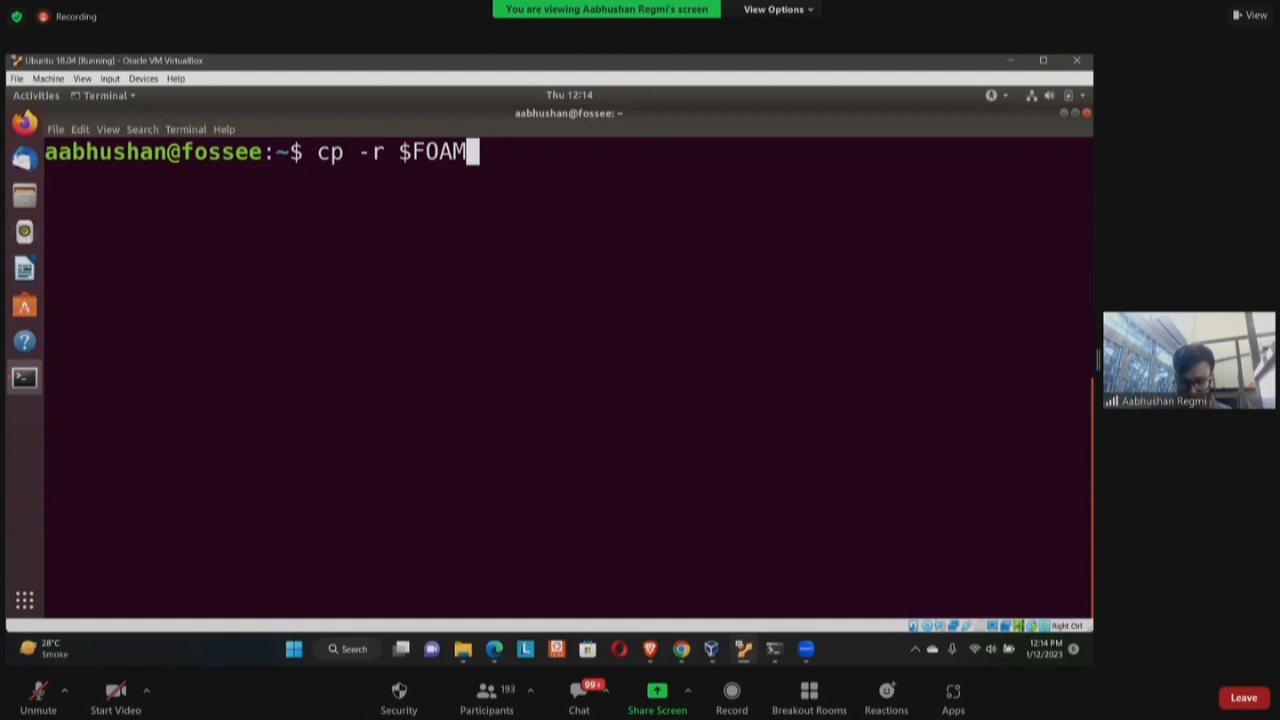 Recording
You are viewing Aabhushan Regmi's screen
View Options
View
Ubuntu 18.04 [Running] - Oracle VM VirtualBox
File Machine View Input Devices Help
Activities Terminal Thu 12:14
aabhushan@fossee: ~
File Edit View Search Terminal Help
aabhushan@fossee:~$ cp -r $FOAM
Aabhushan Regmi
Right Ctrl
28°C
Smoke
Search
12:14 PM
1/12/2023
Unmute
Start Video
Security
Participants 193
Chat 99+
Share Screen
Record
Breakout Rooms
Reactions
Apps
Leave